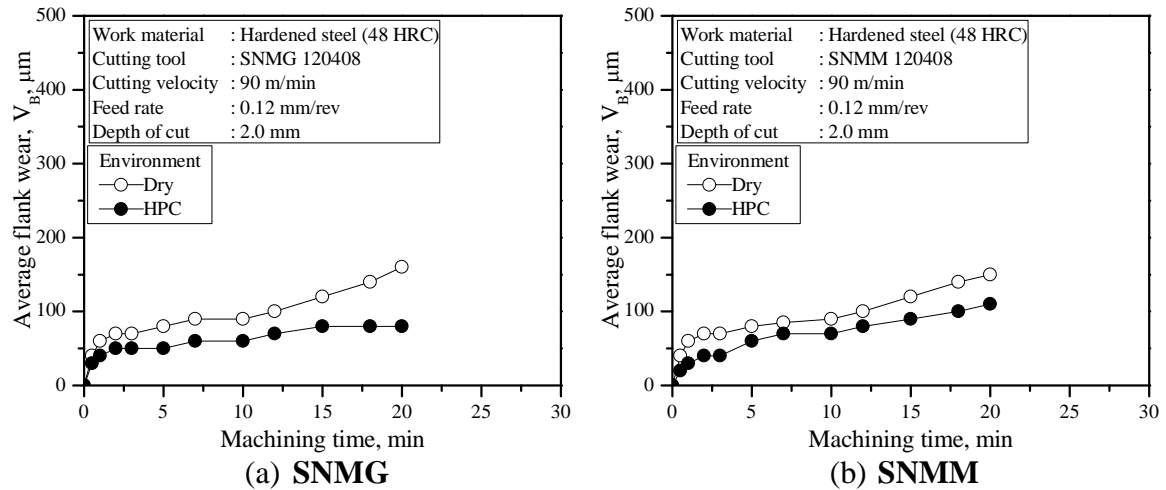 Average flank wear, VB, μm
500
400
300
200
100
0
Work material : Hardened steel (48 HRC)
Cutting tool : SNMG 120408
Cutting velocity : 90 m/min
Feed rate : 0.12 mm/rev
Depth of cut : 2.0 mm
Environment
Dry
HPC
0 5 10 15 20 25 30
Machining time, min
(a) SNMG
Average flank wear, VB, μm
500
400
300
200
100
0
Work material : Hardened steel (48 HRC)
Cutting tool : SNMM 120408
Cutting velocity : 90 m/min
Feed rate : 0.12 mm/rev
Depth of cut : 2.0 mm
Environment
Dry
HPC
0 5 10 15 20 25 30
Machining time, min
(b) SNMM